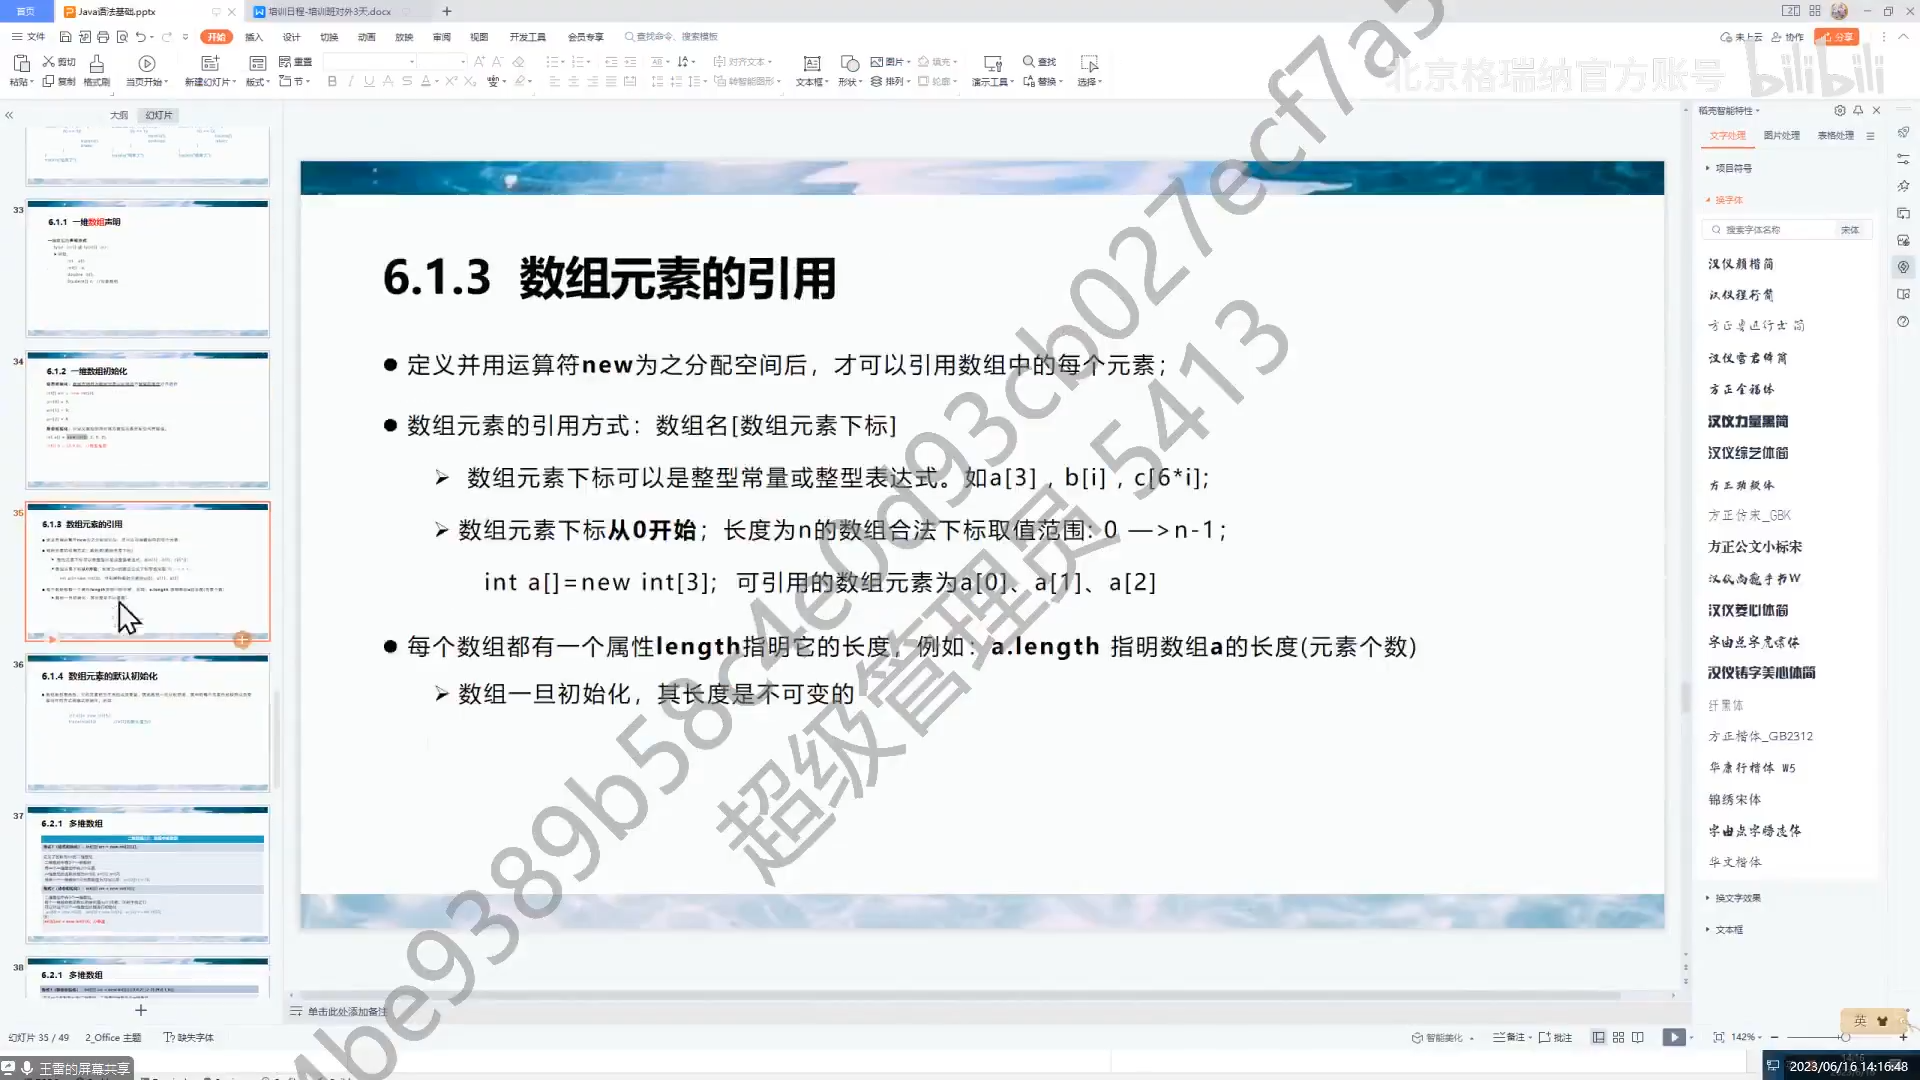 首页
Java语法基础.pptx
培训日程-培训班对外3天.docx
文件
开始
插入
设计
切换
动画
放映
审阅
视图
开发工具
会员专享
查找命令、搜索模板
未上云
协作
分享
粘贴
剪切
复制
格式刷
当页开始
新建幻灯片
版式
重置
节
对齐文本
转智能图形
文本框
形状
图片
填充
排列
轮廓
演示工具
查找
替换
选择
北京格瑞纳官方账号 bilibili
大纲
幻灯片
33
6.1.1 一维数组声明
34
6.1.2 一维数组初始化
35
6.1.3 数组元素的引用
36
6.1.4 数组元素的默认初始化
37
6.2.1 多维数组
38
6.2.1 多维数组
6.1.3 数组元素的引用
定义并用运算符new为之分配空间后，才可以引用数组中的每个元素；
数组元素的引用方式：数组名[数组元素下标]
数组元素下标可以是整型常量或整型表达式。如a[3] , b[i] , c[6*i];
数组元素下标从0开始；长度为n的数组合法下标取值范围: 0 —>n-1；
int a[]=new int[3]; 可引用的数组元素为a[0]、a[1]、a[2]
每个数组都有一个属性length指明它的长度，例如：a.length 指明数组a的长度(元素个数)
数组一旦初始化，其长度是不可变的
4be9389b58c4e0d93cb027ecf7a5
超级管理员 5413
稻壳智能特性
文字处理
图片处理
表格处理
项目符号
换字体
搜索字体名称
宋体
汉仪颜楷简
汉仪程行简
方正鲁迅行书 简
汉仪雪君体简
方正全福体
汉仪力量黑简
汉仪综艺体简
方正仿宋_GBK
方正公文小标宋
汉仪尚巍手书W
汉仪菱心体简
汉仪铸字美心体简
纤黑体
方正楷体_GB2312
华康行楷体 W5
锦绣宋体
华文楷体
换文字效果
文本框
单击此处添加备注
幻灯片 35 / 49
2_Office 主题
缺失字体
智能美化
备注
批注
142%
英
王雷的屏幕共享
2023/06/16 14:16:48